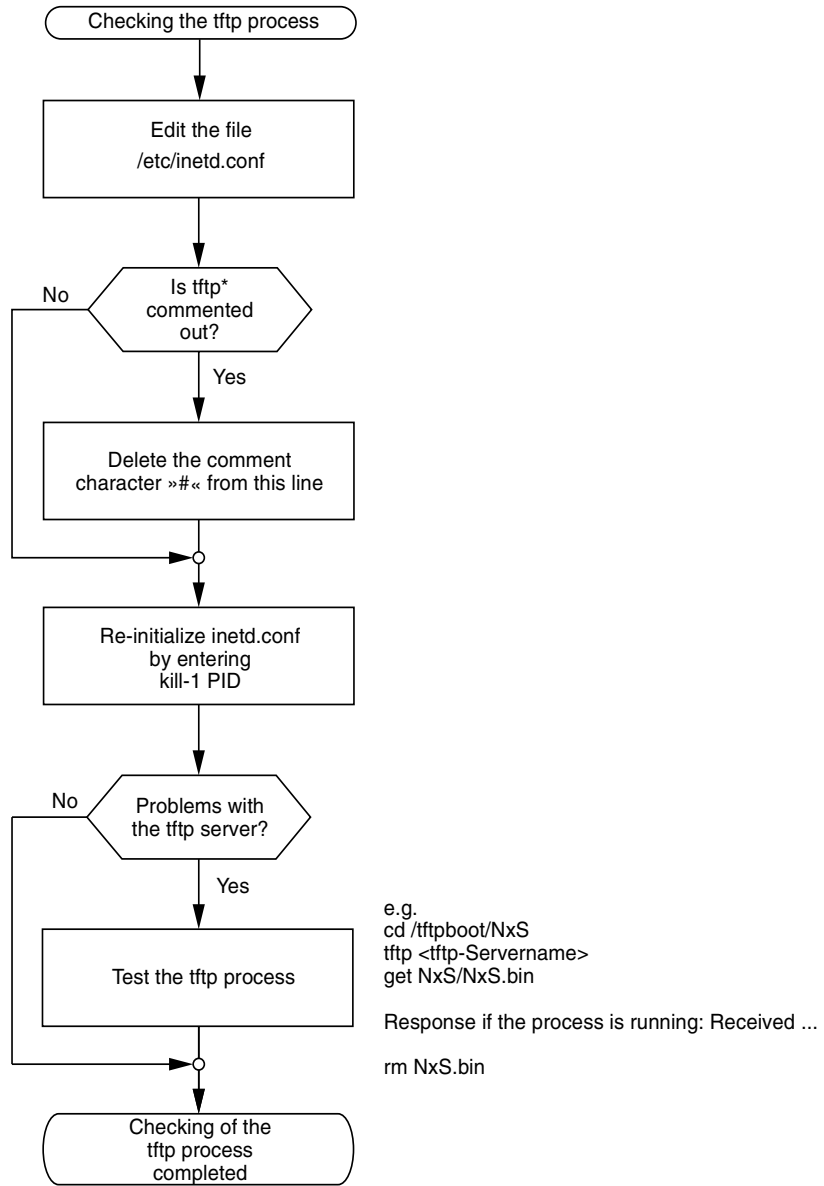 Checking the tftp process
Edit the file
/etc/inetd.conf
Is tftp*
commented
out?
No
Yes
Delete the comment
character »#« from this line
Re-initialize inetd.conf
by entering
kill-1 PID
Problems with
the tftp server?
No
Yes
Test the tftp process
e.g.
cd /tftpboot/NxS
tftp <tftp-Servername>
get NxS/NxS.bin
Response if the process is running: Received ...
rm NxS.bin
Checking of the
tftp process
completed